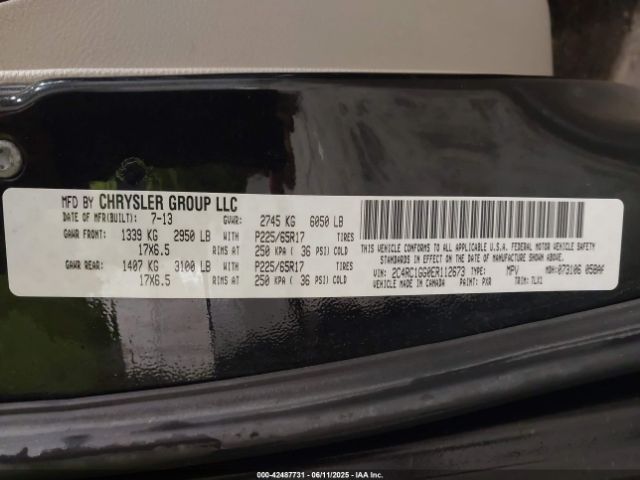 MFD BY CHRYSLER GROUP LLC
DATE OF MFR(BUILT): 7-13 GVWR: 2745 KG 6050 LB
GAWR FRONT: 1339 KG 2950 LB WITH P225/65R17 TIRES
17X6.5 RIMS AT 250 KPA ( 36 PSI) COLD
GAWR REAR: 1407 KG 3100 LB WITH P225/65R17 TIRES
17X6.5 RIMS AT 250 KPA ( 36 PSI) COLD
THIS VEHICLE CONFORMS TO ALL APPLICABLE U.S.A. FEDERAL MOTOR VEHICLE SAFETY
STANDARDS IN EFFECT ON THE DATE OF MANUFACTURE SHOWN ABOVE.
VIN: 2C4RC1GG0ER112673 TYPE: MPV MDH: 073106 058AF
VEHICLE MADE IN CANADA PAINT: PXR TRIM: TLX1
000-42487731 - 06/11/2025 - IAA Inc.